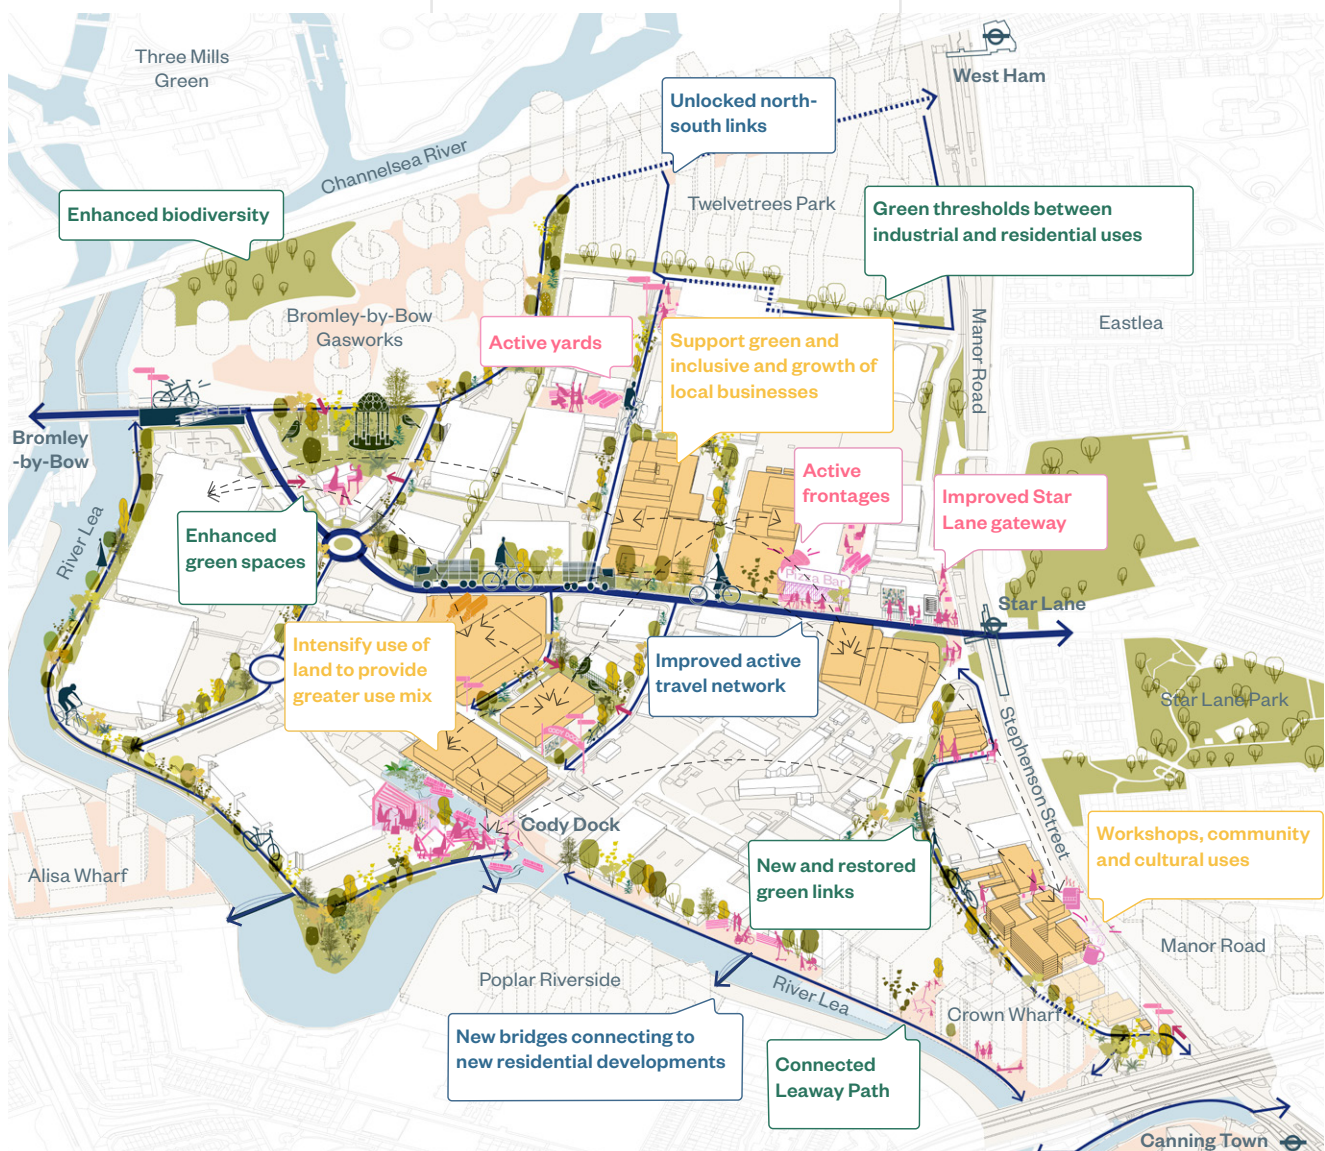 Three Mills
Green
West Ham
Unlocked north-
south links
Channelsea River
Enhanced biodiversity
Twelvetrees Park
Green thresholds between
industrial and residential uses
Bromley-by-Bow
Gasworks
Active yards
Support green and
inclusive and growth of
local businesses
Manor Road
Eastlea
Bromley
-by-Bow
Active
frontages
Improved Star
Lane gateway
River Lea
Enhanced
green spaces
Pizza Bar
Star Lane
Intensify use of
land to provide
greater use mix
Improved active
travel network
Star Lane Park
CODY DOCK
Stephenson Street
Cody Dock
Workshops, community
and cultural uses
Alisa Wharf
New and restored
green links
Manor Road
Poplar Riverside
River Lea
Crown Wharf
New bridges connecting to
new residential developments
Connected
Leaway Path
Canning Town